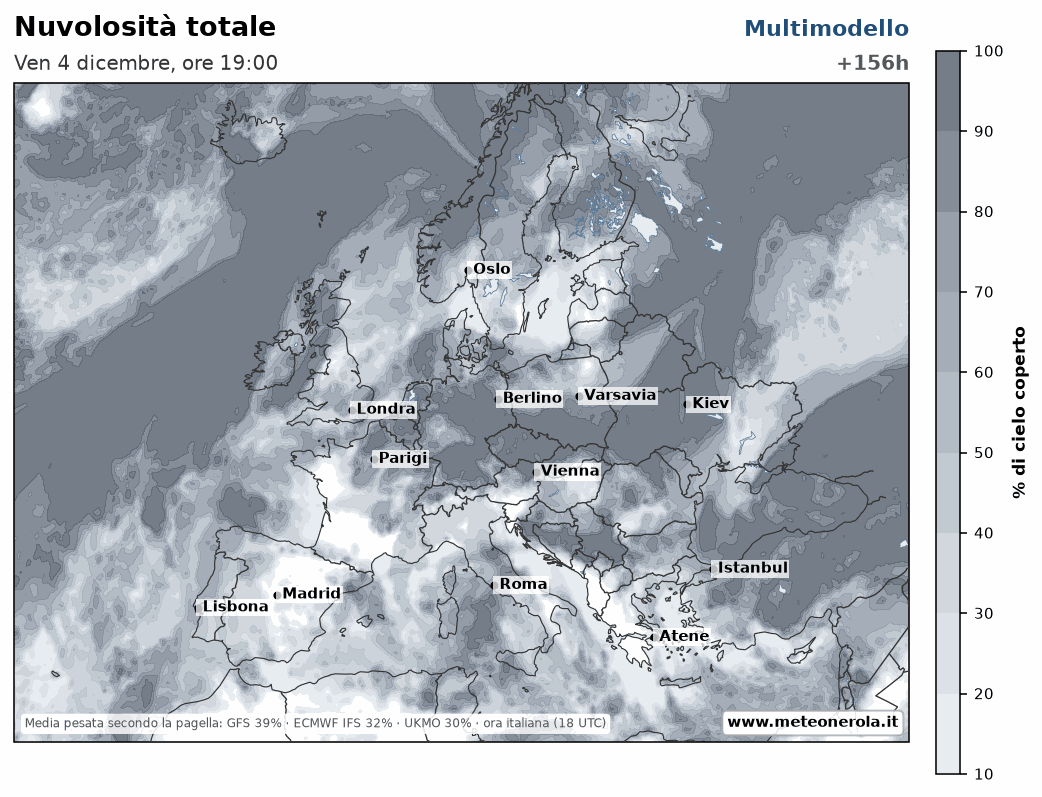 Nuvolosità totale
Multimodello
Ven 4 dicembre, ore 19:00
+156h
Oslo
Londra
Berlino
Varsavia
Kiev
Parigi
Vienna
Istanbul
Roma
Madrid
Lisbona
Atene
Media pesata secondo la pagella: GFS 39% · ECMWF IFS 32% · UKMO 30% · ora italiana (18 UTC)
www.meteonerola.it
100
90
80
70
60
50
40
30
20
10
% di cielo coperto